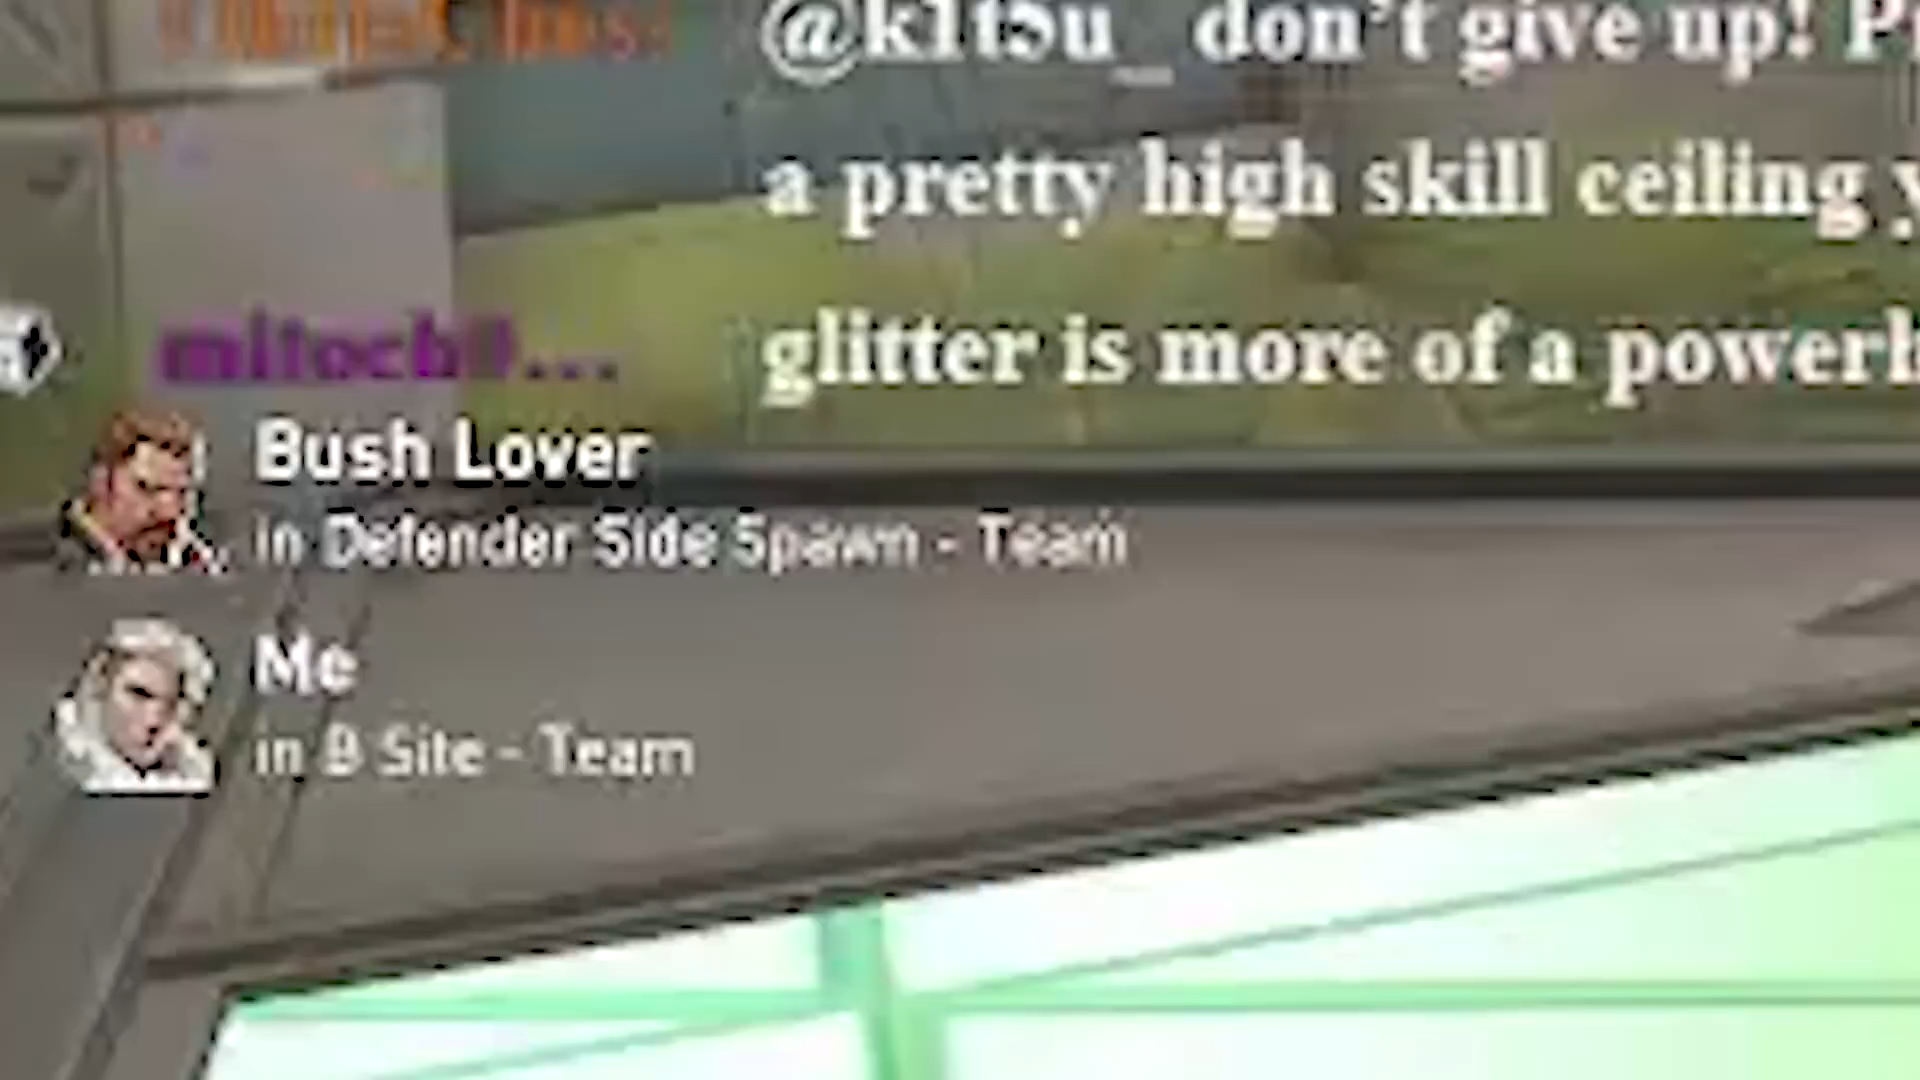 @k1t5u_ don't give up!
a pretty high skill ceiling
glitter is more of a
Bush Lover
in Defender Side Spawn - Team
Me
in B Site - Team